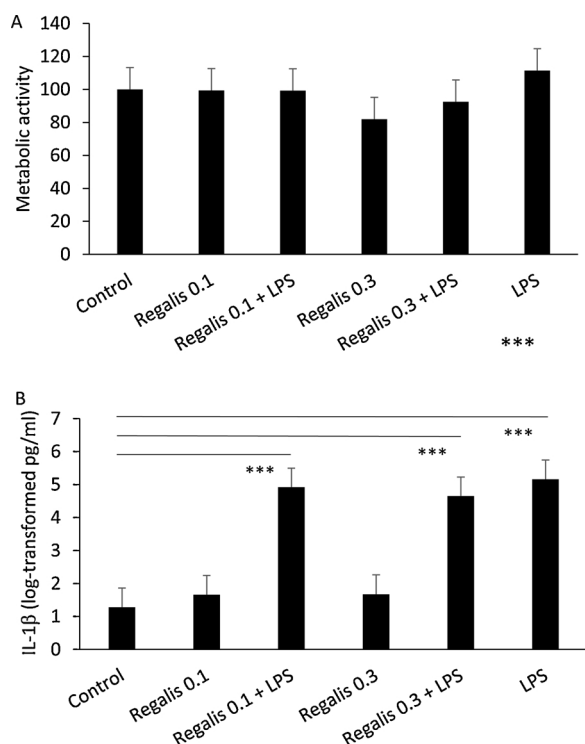 A
140
120
100
80
60
40
20
0
Metabolic activity
Control
Regalis 0.1
Regalis 0.1 + LPS
Regalis 0.3
Regalis 0.3 + LPS
LPS
***
B
7
6
5
4
3
2
1
0
IL-1β (log-transformed pg/ml)
***
***
***
Control
Regalis 0.1
Regalis 0.1 + LPS
Regalis 0.3
Regalis 0.3 + LPS
LPS